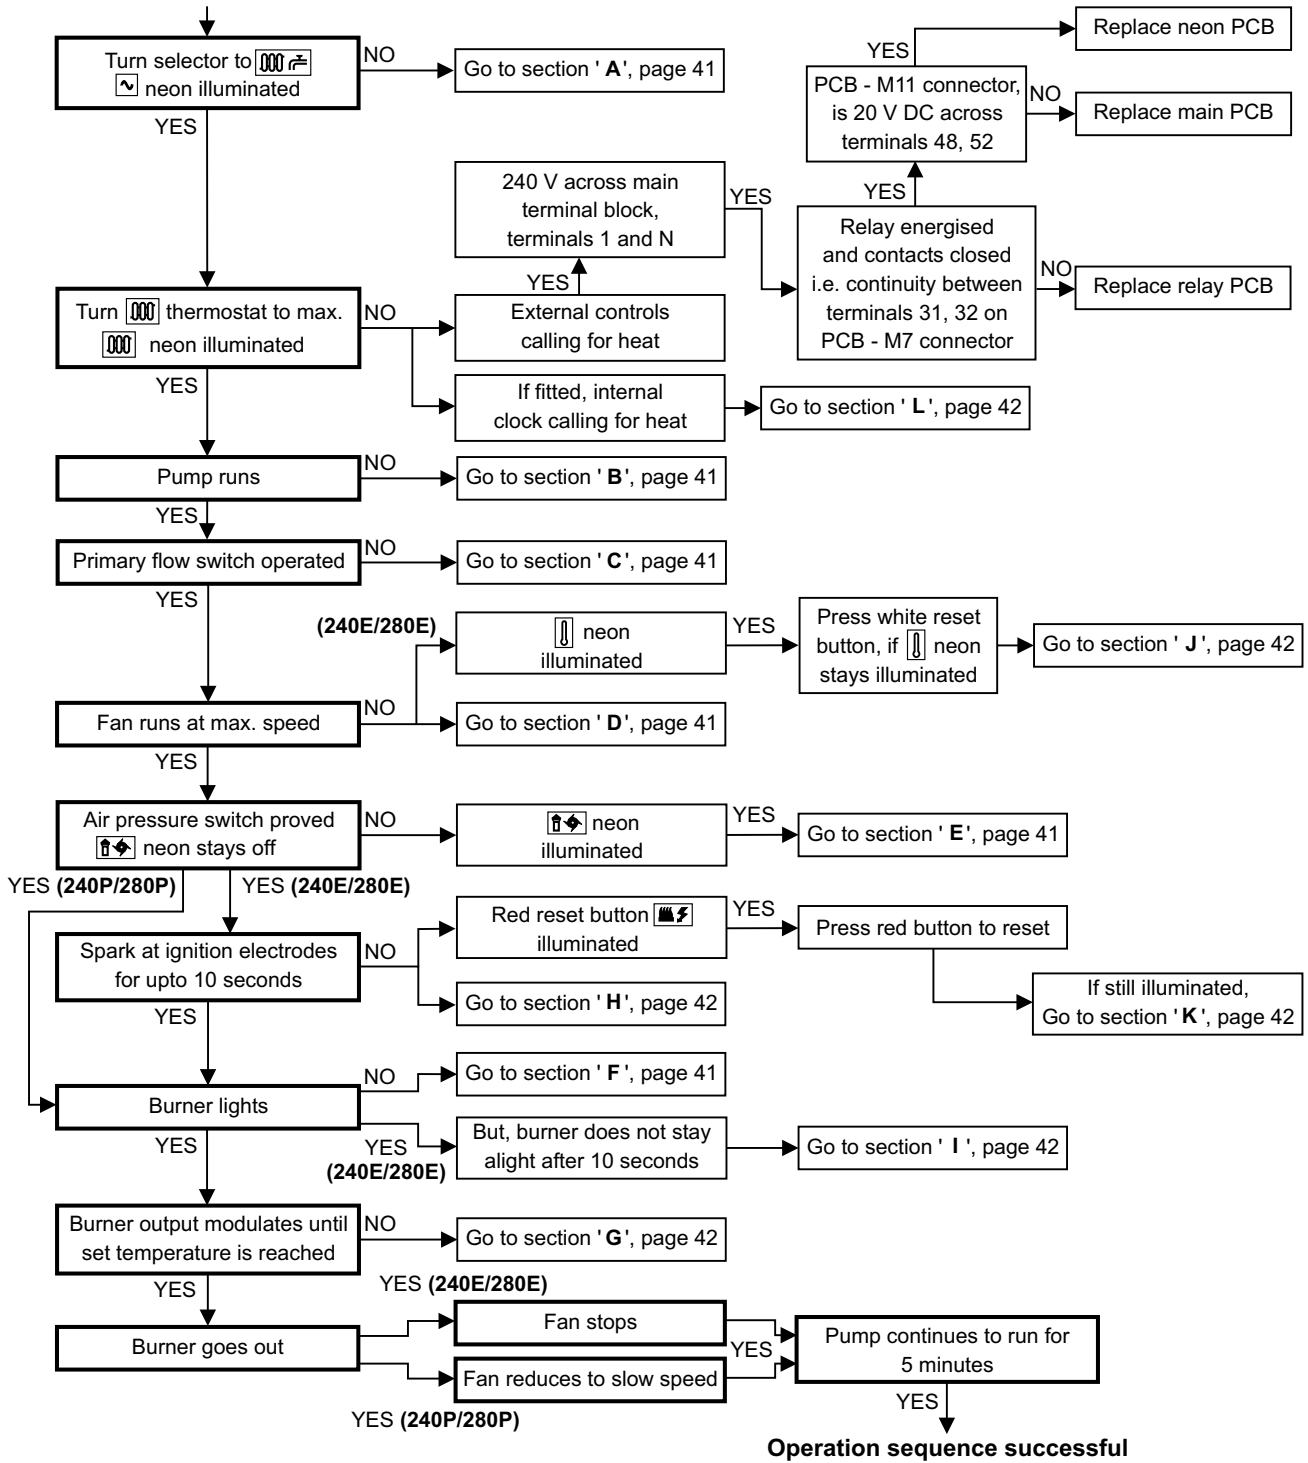 Turn selector to
neon illuminated
NO
Go to section ' A', page 41
YES
Replace neon PCB
YES
PCB - M11 connector,
is 20 V DC across
terminals 48, 52
NO
Replace main PCB
YES
240 V across main
terminal block,
terminals 1 and N
YES
Relay energised
and contacts closed
i.e. continuity between
terminals 31, 32 on
PCB - M7 connector
NO
Replace relay PCB
YES
Turn thermostat to max.
neon illuminated
NO
External controls
calling for heat
If fitted, internal
clock calling for heat
Go to section ' L', page 42
YES
Pump runs
NO
Go to section ' B', page 41
YES
Primary flow switch operated
NO
Go to section ' C', page 41
YES
(240E/280E)
neon
illuminated
YES
Press white reset
button, if neon
stays illuminated
Go to section ' J', page 42
Fan runs at max. speed
NO
Go to section ' D', page 41
YES
Air pressure switch proved
neon stays off
NO
neon
illuminated
YES
Go to section ' E', page 41
YES (240P/280P)
YES (240E/280E)
Spark at ignition electrodes
for upto 10 seconds
NO
Red reset button
illuminated
YES
Press red button to reset
If still illuminated,
Go to section ' K', page 42
Go to section ' H', page 42
YES
Burner lights
NO
Go to section ' F', page 41
YES
(240E/280E)
But, burner does not stay
alight after 10 seconds
Go to section ' I ', page 42
YES
Burner output modulates until
set temperature is reached
NO
Go to section ' G', page 42
YES
YES (240E/280E)
Burner goes out
Fan stops
YES
Fan reduces to slow speed
YES (240P/280P)
Pump continues to run for
5 minutes
YES
Operation sequence successful